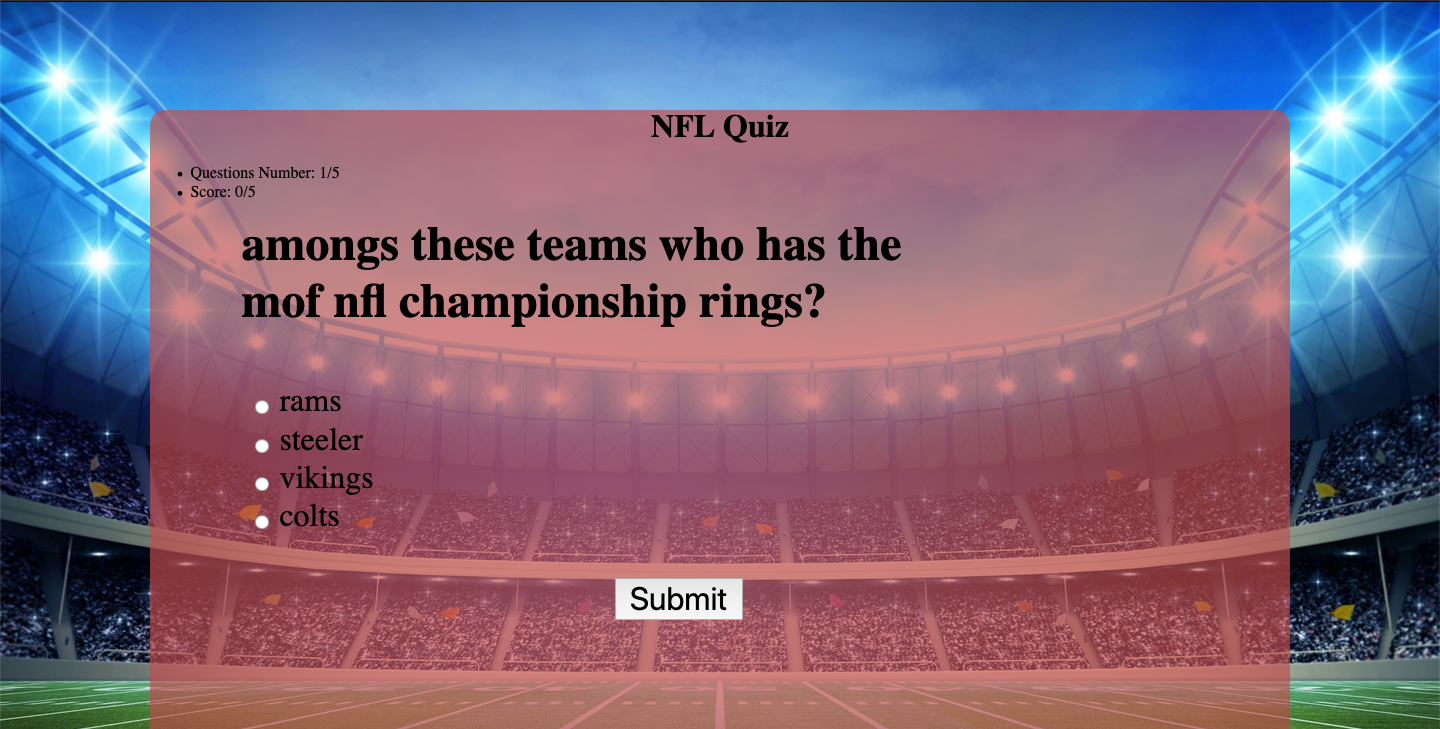 NFL Quiz
Questions Number: 1/5
Score: 0/5
amongs these teams who has the
mof nfl championship rings?
rams
steeler
vikings
colts
Submit